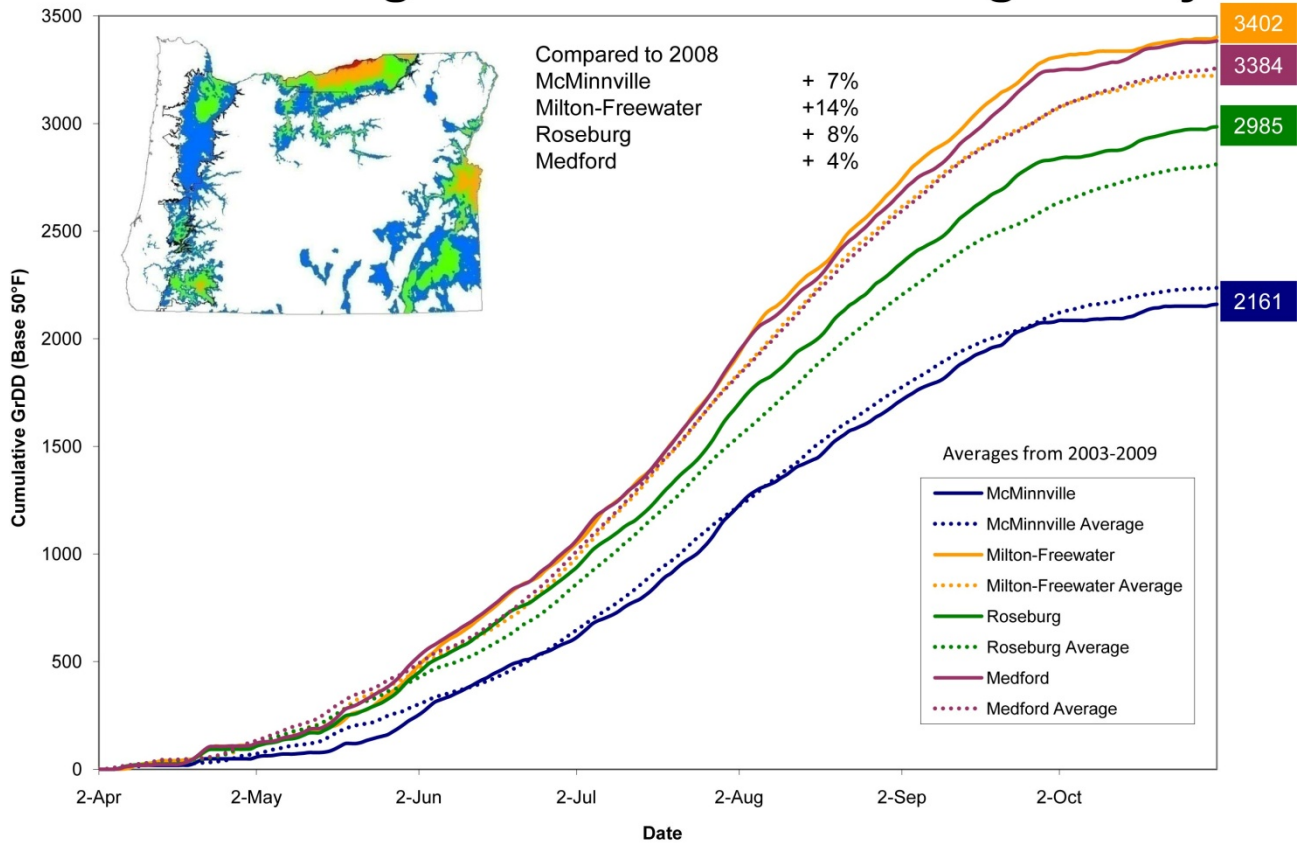 3500
3000
2500
2000
1500
1000
500
0
Cumulative GrDD (Base 50°F)
Compared to 2008
McMinnville + 7%
Milton-Freewater +14%
Roseburg + 8%
Medford + 4%
3402
3384
2985
2161
Averages from 2003-2009
McMinnville
McMinnville Average
Milton-Freewater
Milton-Freewater Average
Roseburg
Roseburg Average
Medford
Medford Average
2-Apr 2-May 2-Jun 2-Jul 2-Aug 2-Sep 2-Oct
Date